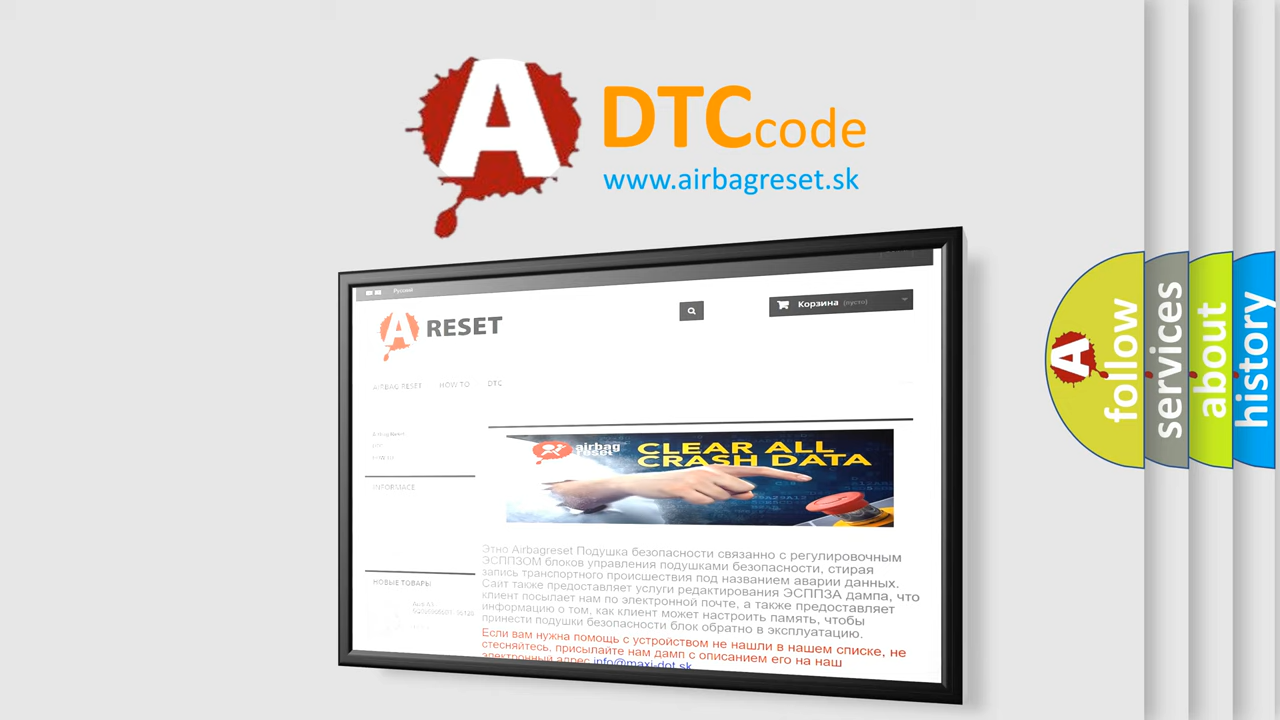 A
DTC code
www.airbagreset.sk
Русский
A RESET
Корзина (пусто)
AIRBAG RESET HOW TO DTC
INFORMACE
НОВЫЕ ТОВАРЫ
airbag
reset
CLEAR ALL
CRASH DATA
Этно Airbagreset Подушка безопасности связанно с регулировочным
ЭСППЗОМ блоков управления подушками безопасности, стирая
запись транспортного происшествия под названием аварии данных.
Сайт также предоставляет услуги редактирования ЭСППЗА дампа, что
клиент посылает нам по электронной почте, а также предоставляет
информацию о том, как клиент может настроить память, чтобы
принести подушки безопасности блок обратно в эксплуатацию.
Если вам нужна помощь с устройством не нашли в нашем списке, не
стесняйтесь, присылайте нам дамп с описанием его на наш
электронный адрес info@maxi-dot.sk
A
follow
services
about
history